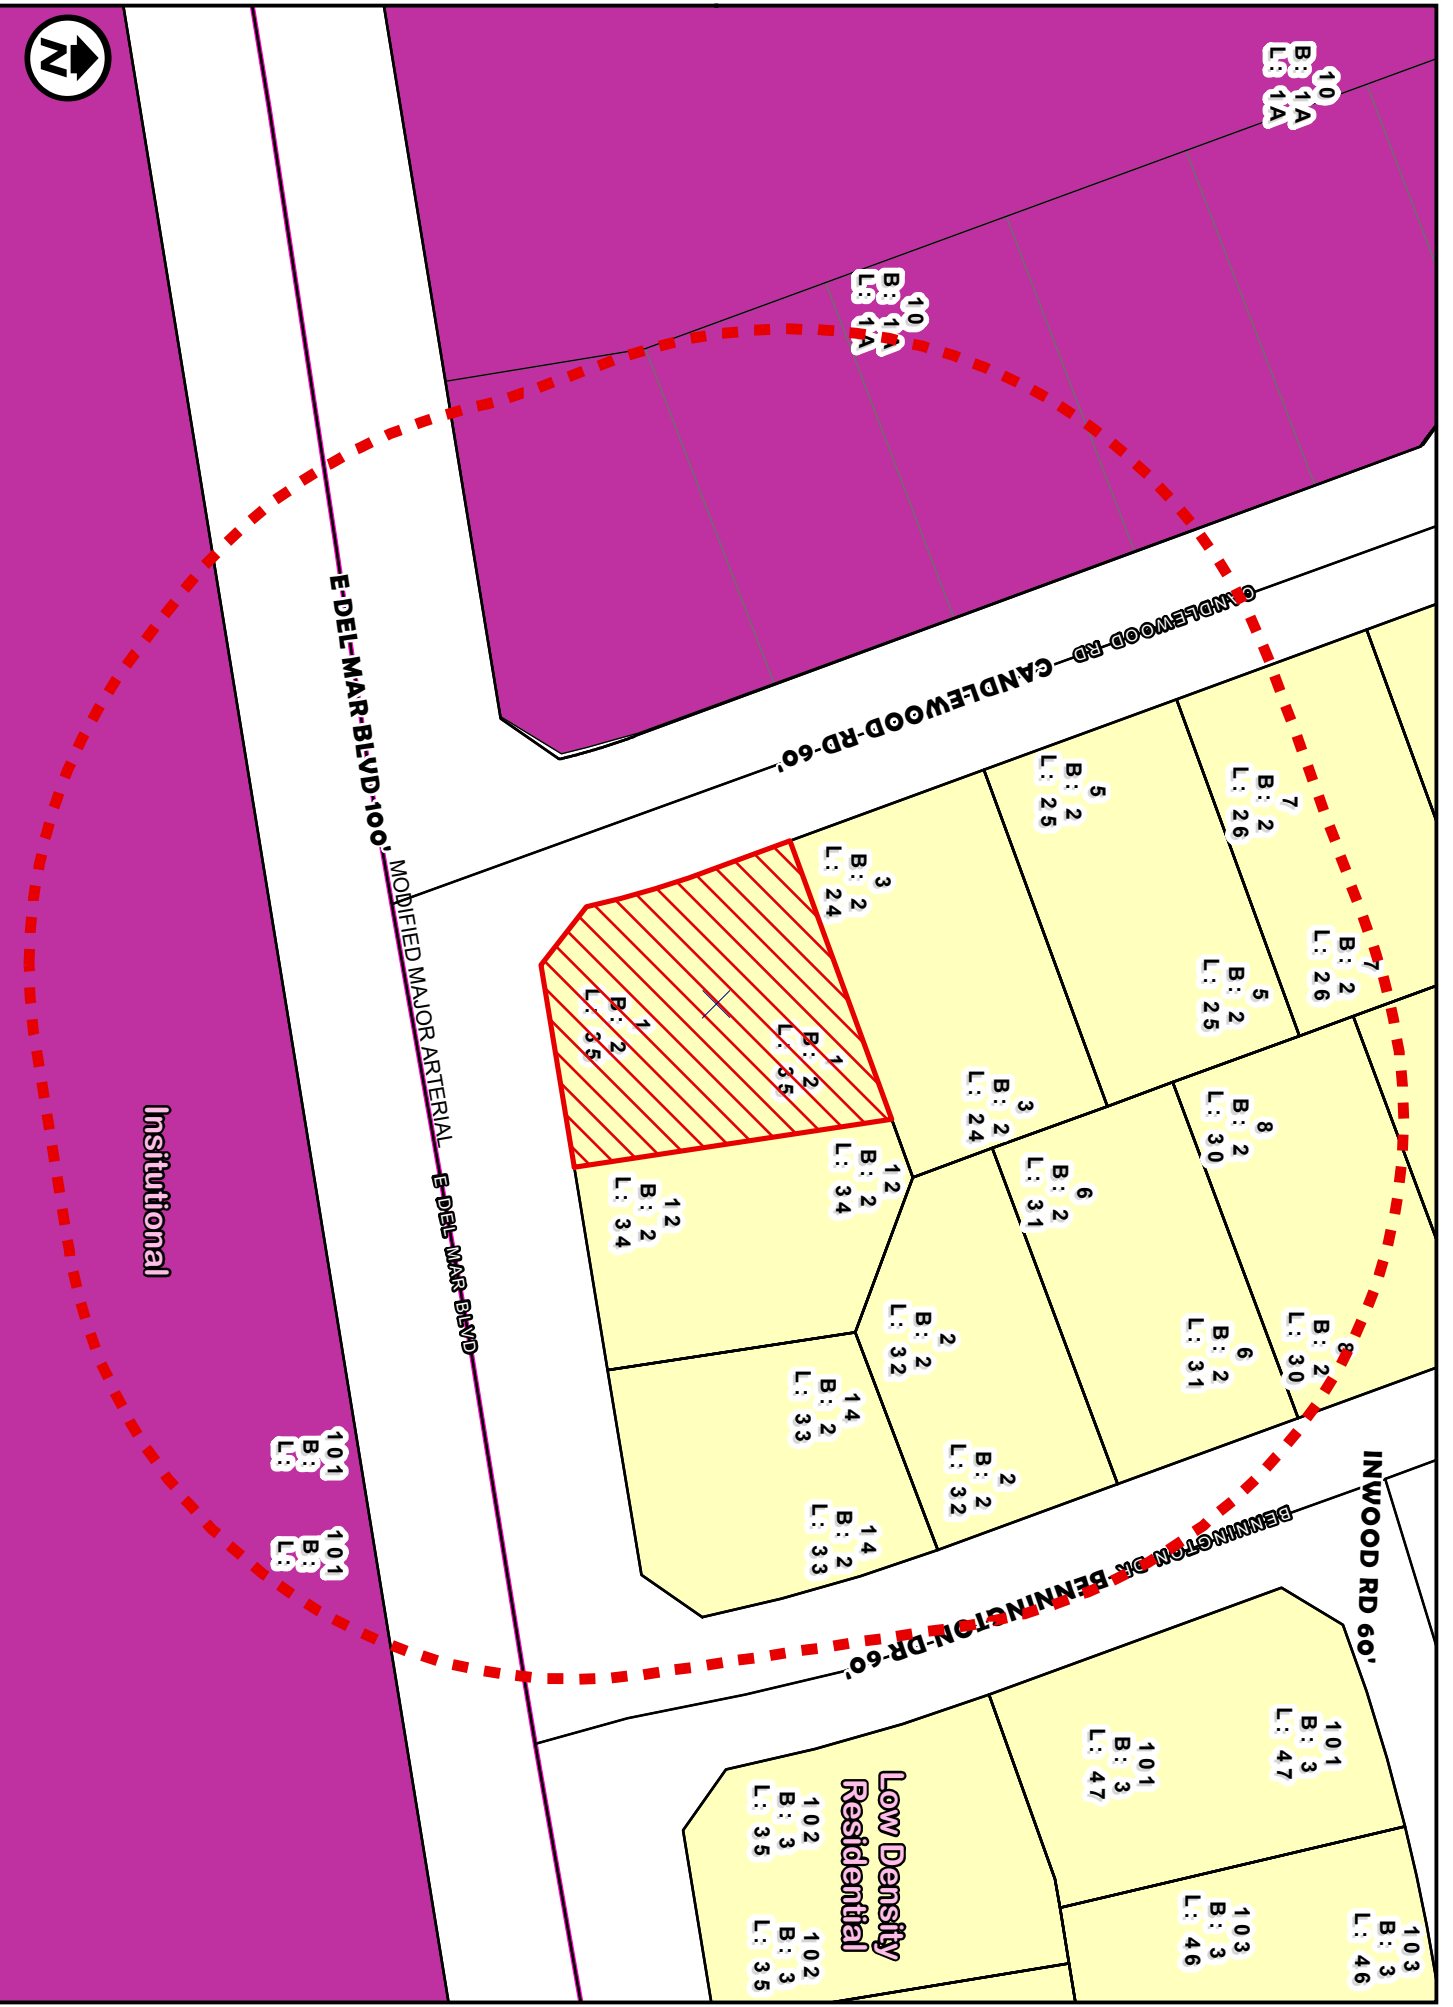 N
10
B: 1A
L: 1A
10
B: 1A
L: 1A
CANDLEWOOD RD
CANDLEWOOD-RD-60'
E-DEL-MAR-BLVD-100'
MODIFIED MAJOR ARTERIAL
E DEL MAR BLVD
7
B: 2
L: 26
7
B: 2
L: 26
5
B: 2
L: 25
5
B: 2
L: 25
3
B: 2
L: 24
3
B: 2
L: 24
1
B: 2
L: 35
1
B: 2
L: 35
8
B: 2
L: 30
8
B: 2
L: 30
6
B: 2
L: 31
6
B: 2
L: 31
12
B: 2
L: 34
12
B: 2
L: 34
2
B: 2
L: 32
2
B: 2
L: 32
14
B: 2
L: 33
14
B: 2
L: 33
Insitutional
101
B:
L:
101
B:
L:
INWOOD RD 60'
BENNINGTON DR
BENNINGTON-DR-60'
101
B: 3
L: 47
101
B: 3
L: 47
Low Density
Residential
102
B: 3
L: 35
102
B: 3
L: 35
103
B: 3
L: 46
103
B: 3
L: 46